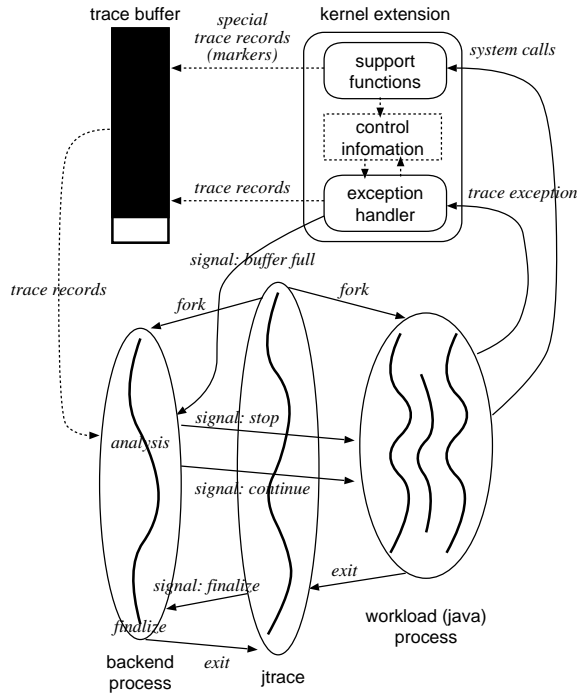 trace buffer
kernel extension
special
trace records
(markers)
system calls
support
functions
control
infomation
trace records
trace exception
exception
handler
signal: buffer full
trace records
fork
fork
signal: stop
analysis
signal: continue
exit
signal: finalize
finalize
workload (java)
process
backend
process
exit
jtrace